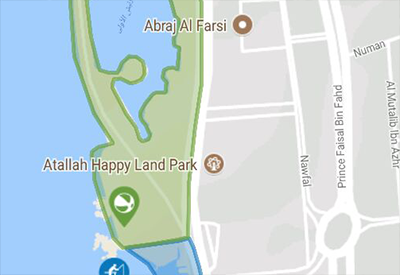 Abraj Al Farsi
Numan
Al Mutalib Ibn Azhr
Prince Faisal Bin Fahd
Atallah Happy Land Park
Nawfal